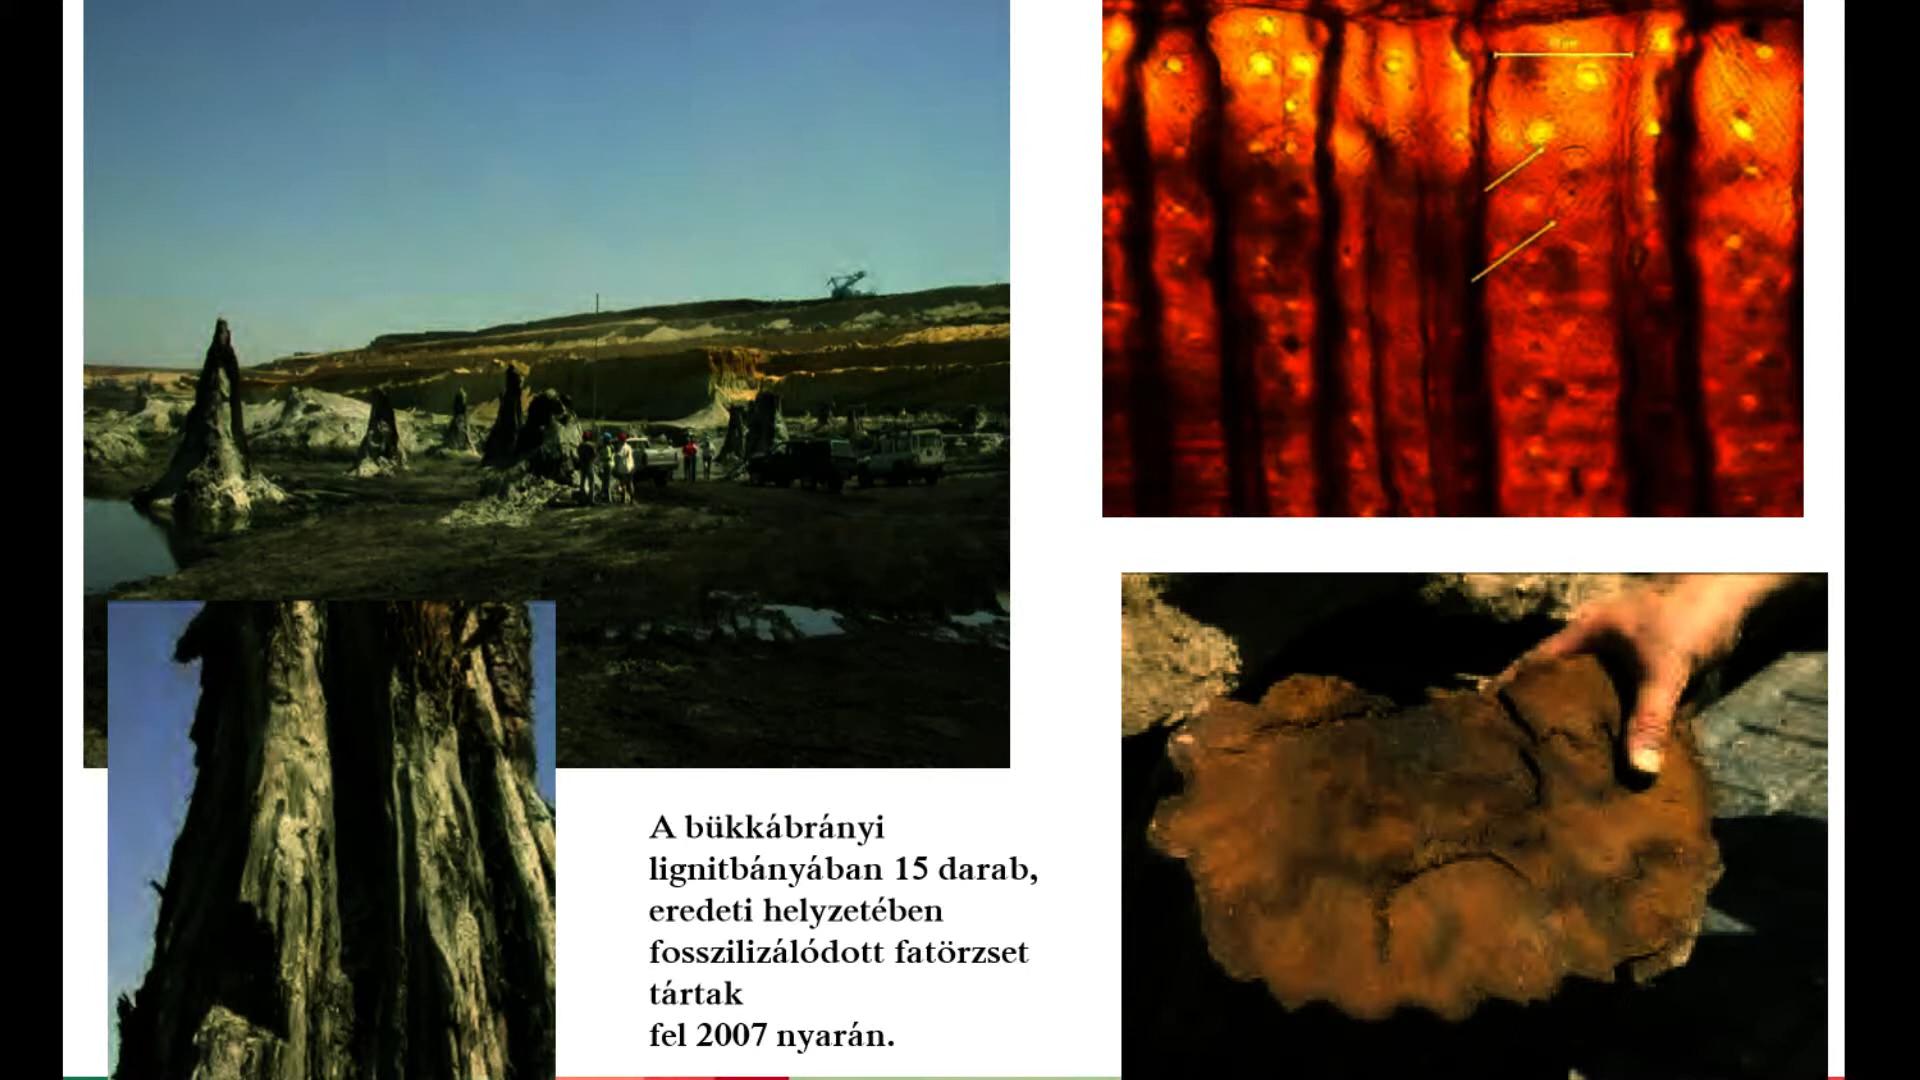 A bükkábrányi
lignitbányában 15 darab,
eredeti helyzetében
fosszilizálódott fatörzset
tártak
fel 2007 nyarán.